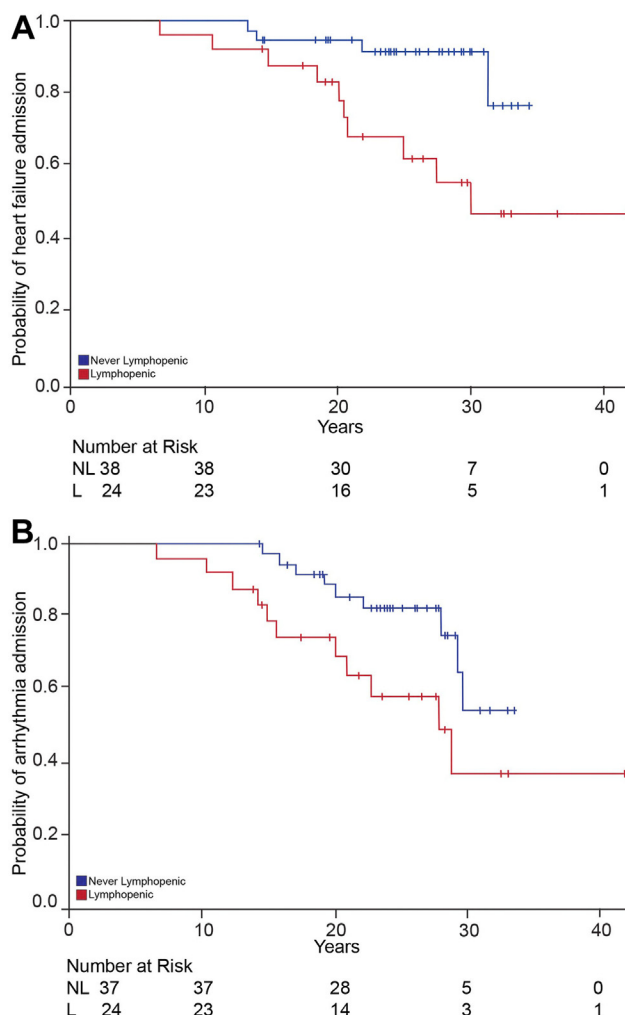 A
1.0
0.8
0.6
0.4
0.2
0.0
Probability of heart failure admission
Never Lymphopenic
Lymphopenic
0 10 20 30 40
Years
Number at Risk
NL 38 38 30 7 0
L 24 23 16 5 1
B
1.0
0.8
0.6
0.4
0.2
0.0
Probability of arrhythmia admission
Never Lymphopenic
Lymphopenic
0 10 20 30 40
Years
Number at Risk
NL 37 37 28 5 0
L 24 23 14 3 1